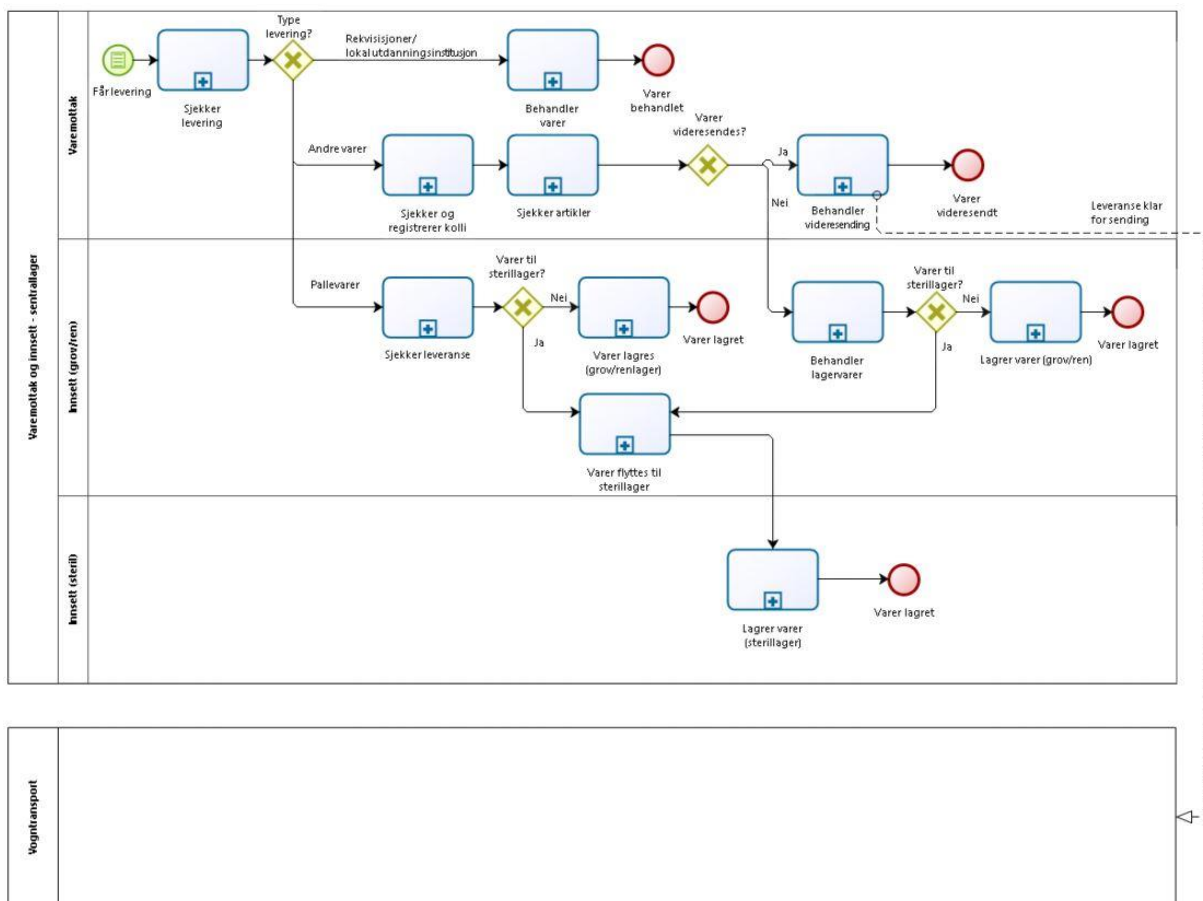 Varemottak og innsett - sentrallager
Varemottak
Type
levering?
Rekvisisjoner/
lokal utdanningsinstitusjon
Får levering
Sjekker
levering
Behandler
varer
Varer
behandlet
Varer
videresendes?
Andre varer
Ja
Nei
Sjekker og
registrerer kolli
Sjekker artikler
Behandler
videresending
Varer
videresendt
Leveranse klar
for sending
Innsett (grov/ren)
Varer til
sterillager?
Pallevarer
Nei
Ja
Sjekker leveranse
Varer lagres
(grov/renlager)
Varer lagret
Varer til
sterillager?
Nei
Ja
Behandler
lagervarer
Lagrer varer (grov/ren)
Varer lagret
Varer flyttes til
sterillager
Innsett (steril)
Lagrer varer
(sterillager)
Varer lagret
Vogntransport